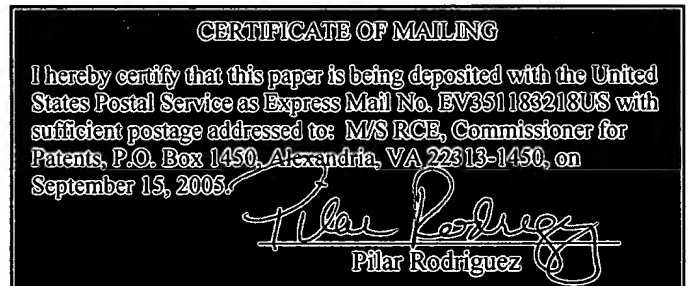 CERTIFICATE OF MAILING
I hereby certify that this paper is being deposited with the United
States Postal Service as Express Mail No. EV351183218US with
sufficient postage addressed to: M/S RCE, Commissioner for
Patents, P.O. Box 1450, Alexandria, VA 22313-1450, on
September 15, 2005.
Pilar Rodriguez
Pilar Rodriguez